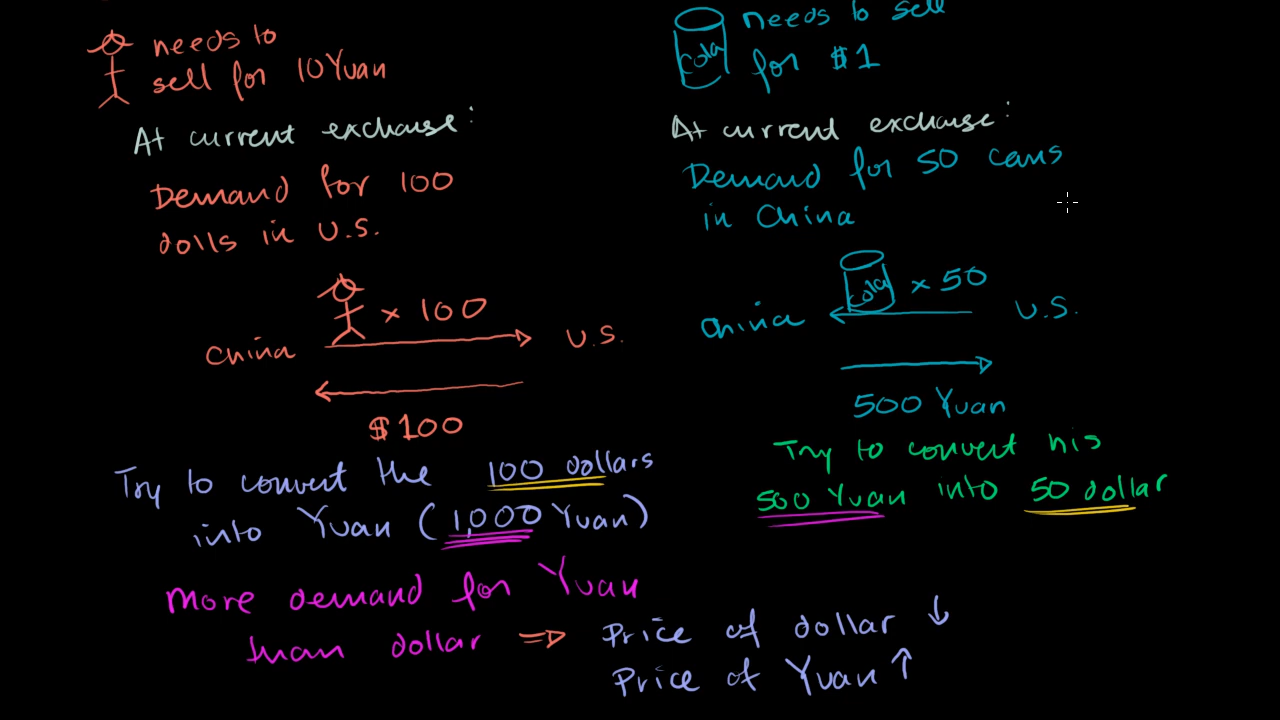 needs to
sell for 10 Yuan
At current exchange:
Demand for 100
dolls in U.S.
x 100
China
U.S.
$100
Try to convert the 100 dollars
into Yuan (1,000 Yuan)
needs to sell
cola
for $1
At current exchange:
Demand for 50 cans
in China
cola x 50
China
U.S.
500 Yuan
Try to convert his
500 Yuan into 50 dollar
More demand for Yuan
than dollar ⇒ Price of dollar ↓
Price of Yuan ↑